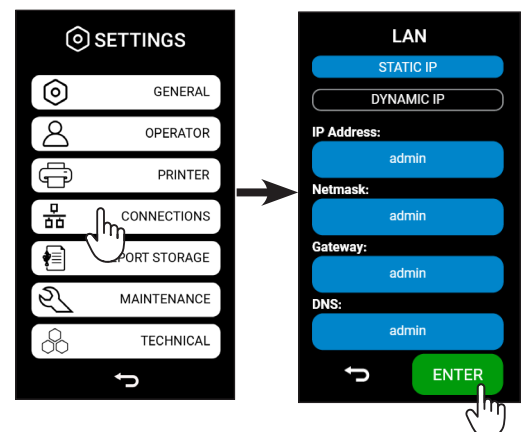 SETTINGS
GENERAL
OPERATOR
PRINTER
CONNECTIONS
PORT STORAGE
MAINTENANCE
TECHNICAL
LAN
STATIC IP
DYNAMIC IP
IP Address:
admin
Netmask:
admin
Gateway:
admin
DNS:
admin
ENTER